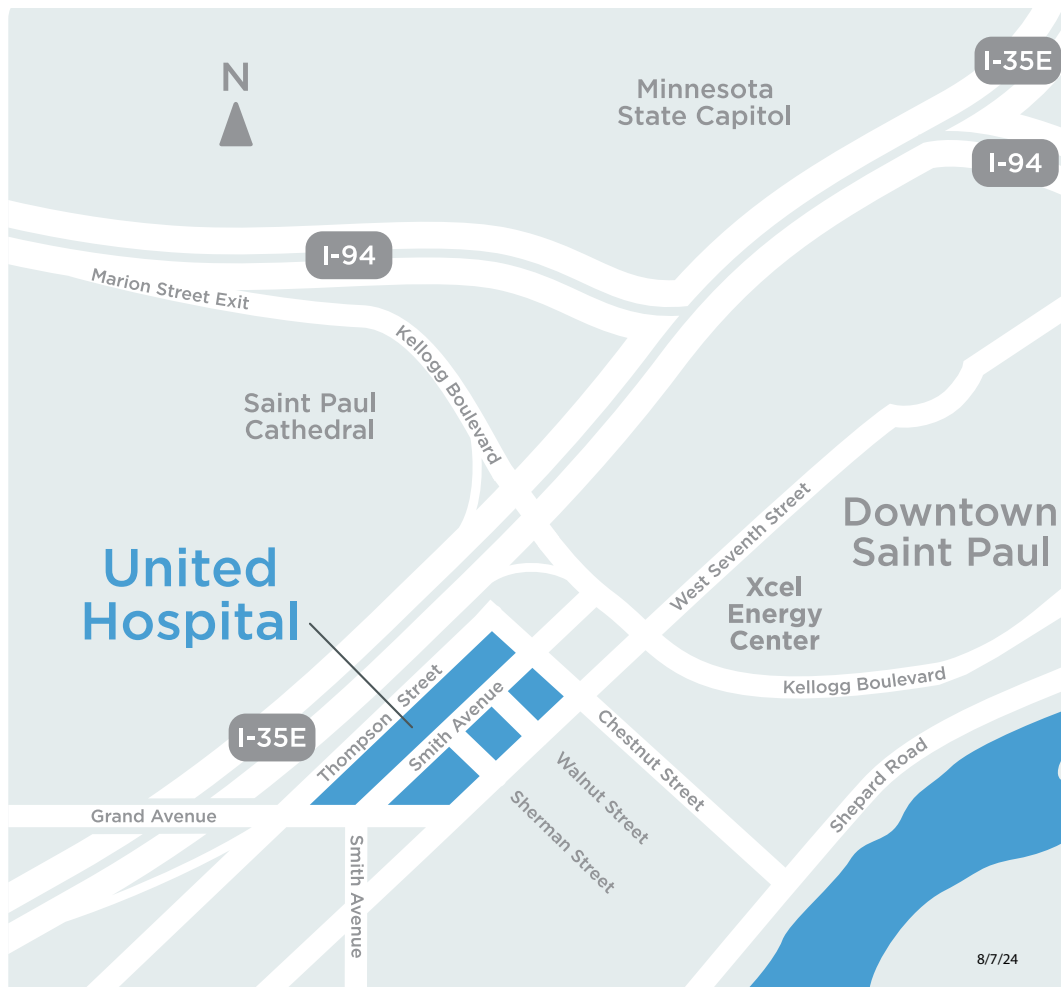 I-35E
N
Minnesota
State Capitol
I-94
I-94
Marion Street Exit
Kellogg Boulevard
Saint Paul
Cathedral
West Seventh Street
Downtown
Saint Paul
United
Hospital
Xcel
Energy
Center
Kellogg Boulevard
Thompson Street
Smith Avenue
I-35E
Chestnut Street
Walnut Street
Sherman Street
Shepard Road
Grand Avenue
Smith Avenue
8/7/24